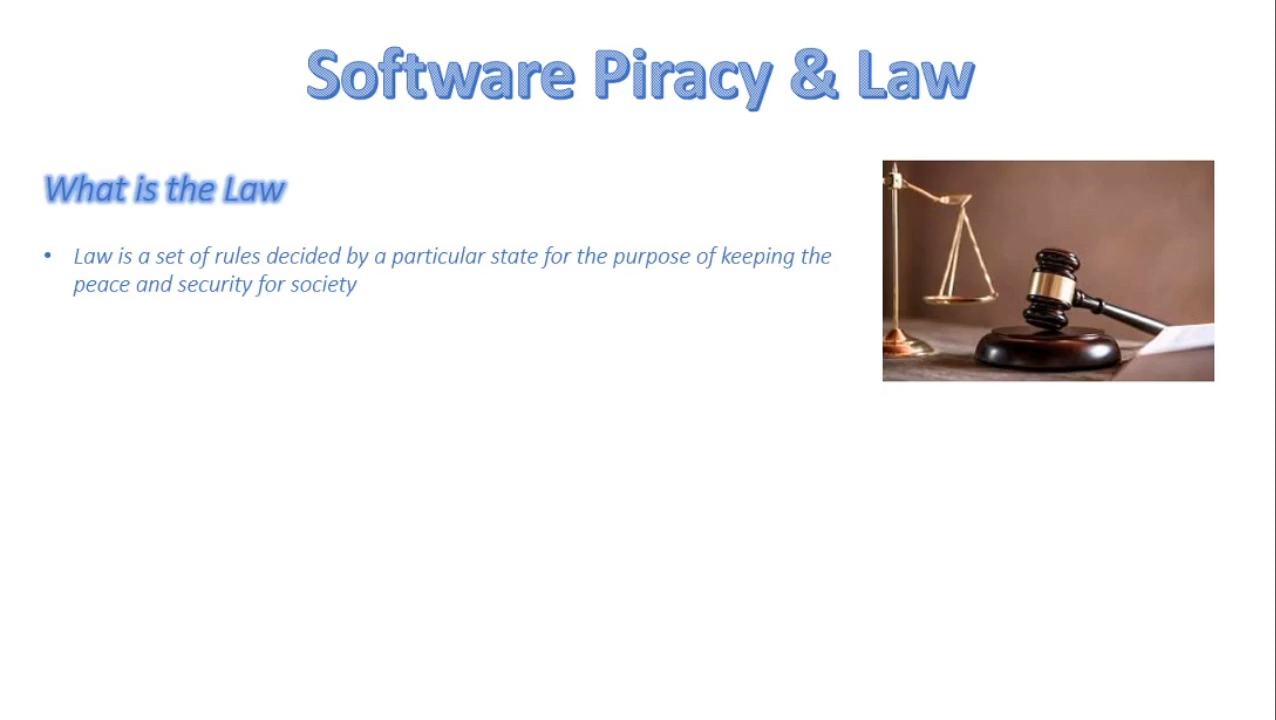 Software Piracy & Law
What is the Law
• Law is a set of rules decided by a particular state for the purpose of keeping the
peace and security for society